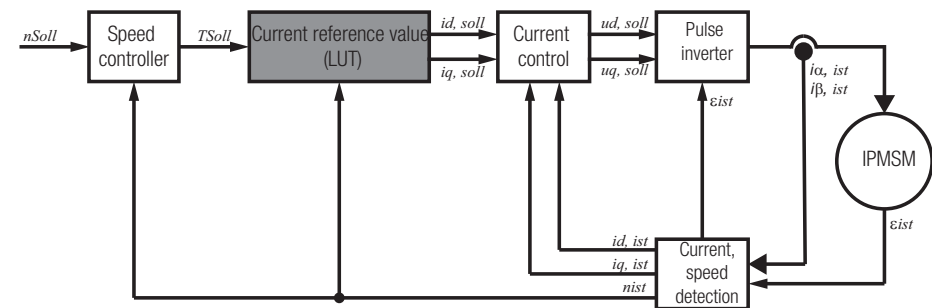 nSoll
Speed
controller
TSoll
Current reference value
(LUT)
id, soll
iq, soll
Current
control
ud, soll
uq, soll
Pulse
inverter
iα, ist
iβ, ist
εist
IPMSM
εist
id, ist
iq, ist
nist
Current,
speed
detection